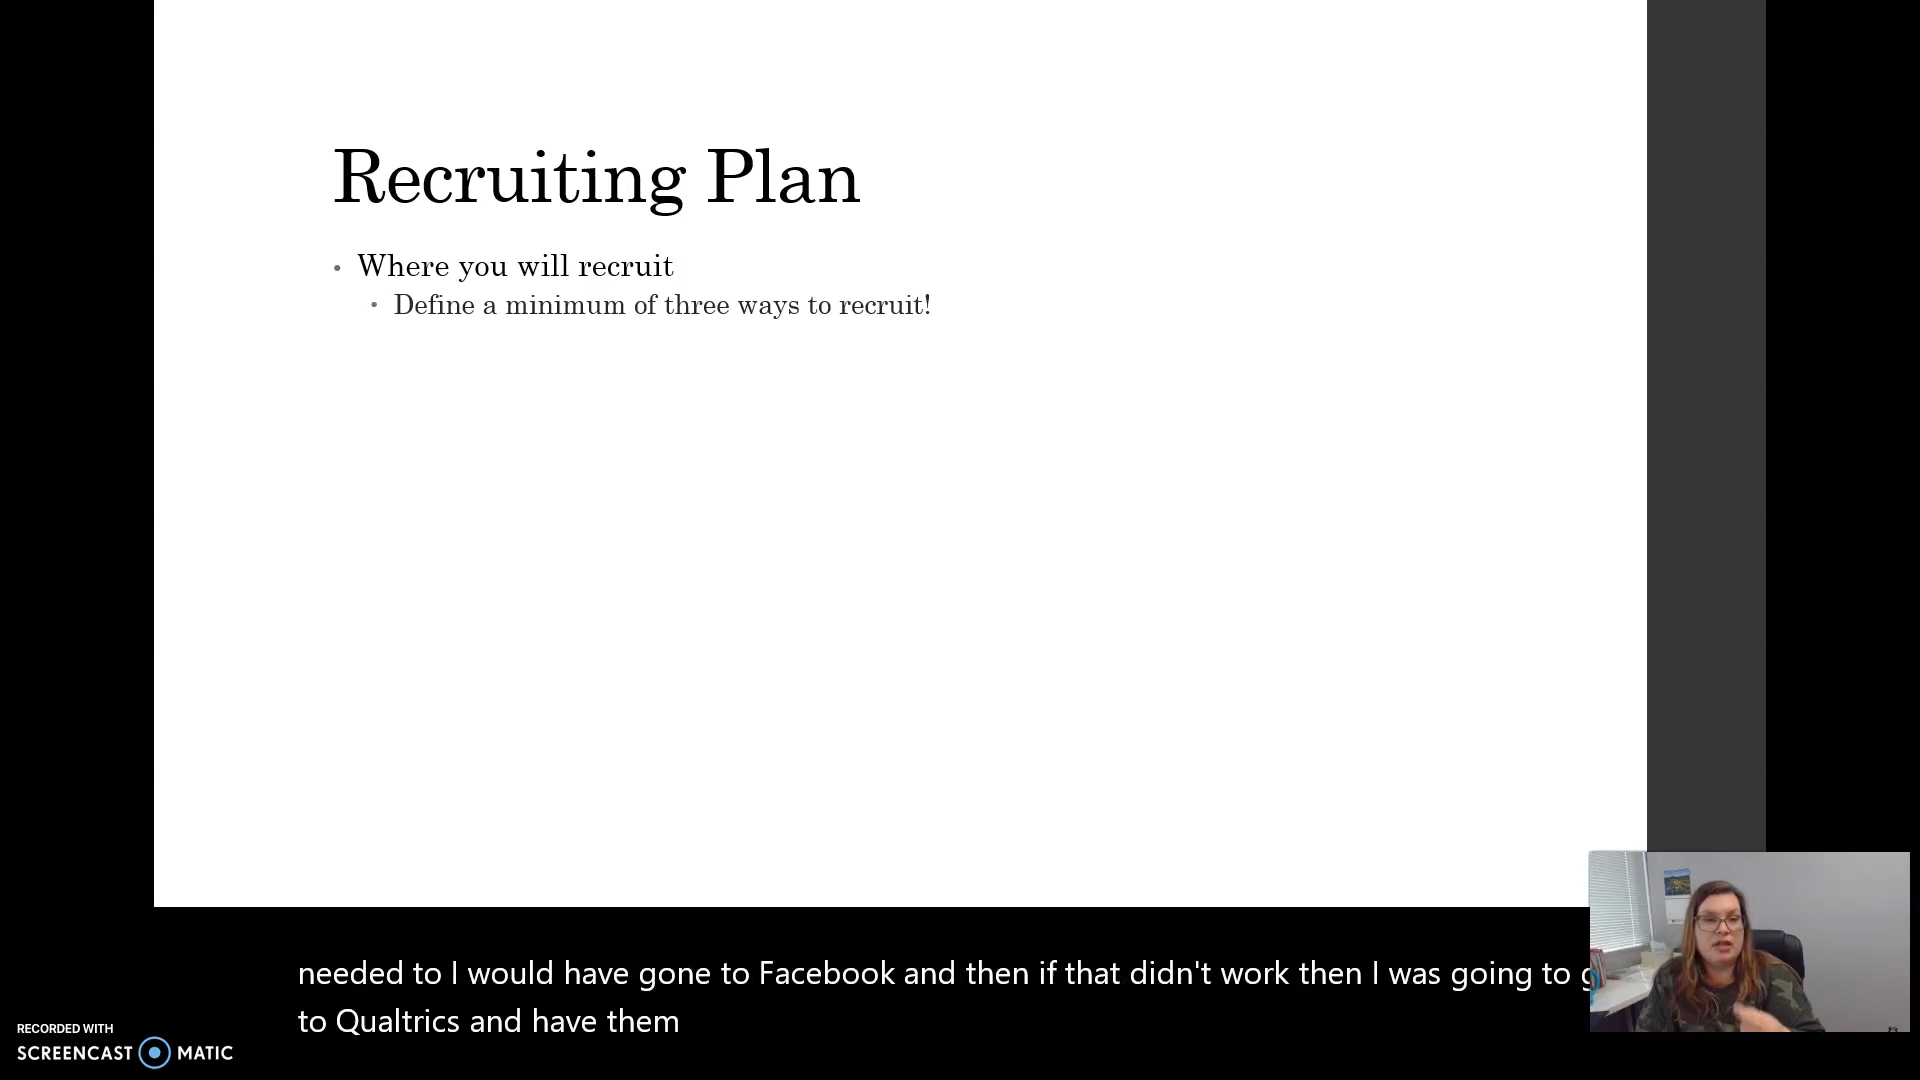 Recruiting Plan
• Where you will recruit
• Define a minimum of three ways to recruit!
needed to I would have gone to Facebook and then if that didn't work then I was going to
to Qualtrics and have them
RECORDED WITH
SCREENCAST MATIC